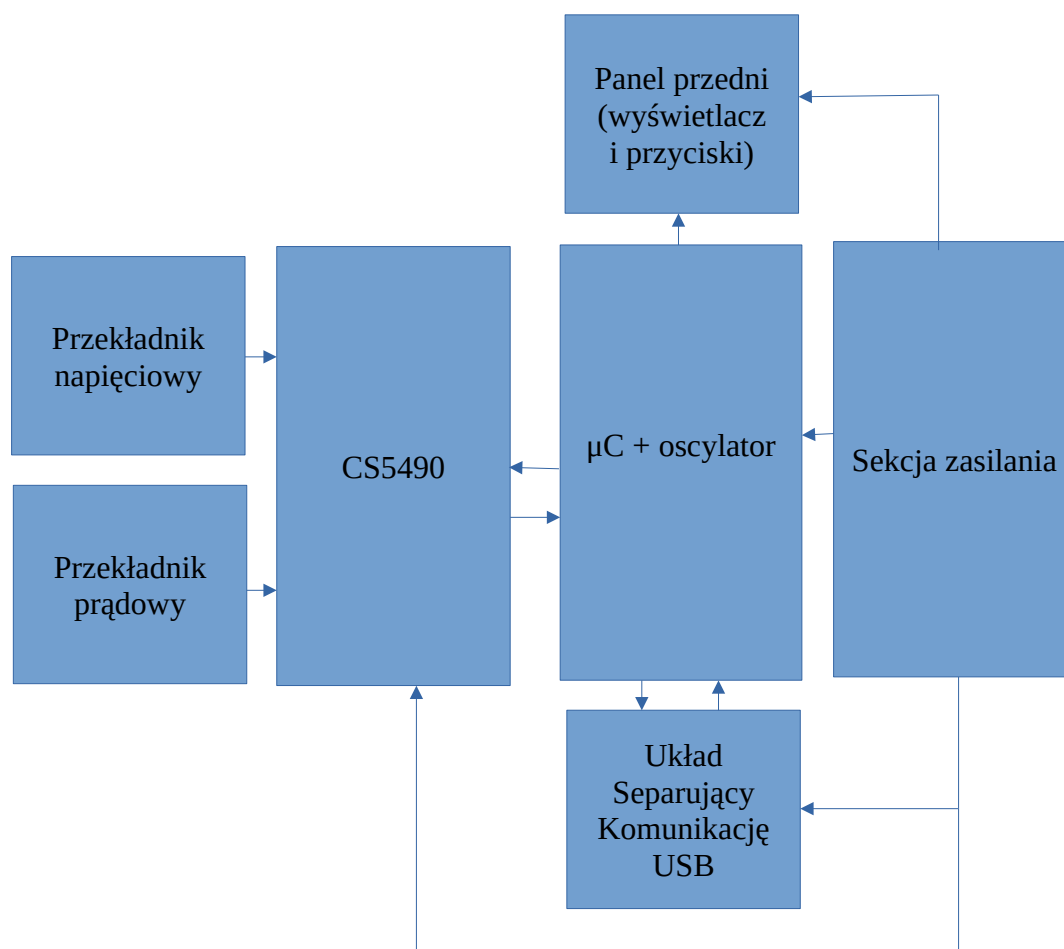 Panel przedni
(wyświetlacz
i przyciski)
Przekładnik
napięciowy
CS5490
μC + oscylator
Sekcja zasilania
Przekładnik
prądowy
Układ
Separujący
Komunikację
USB